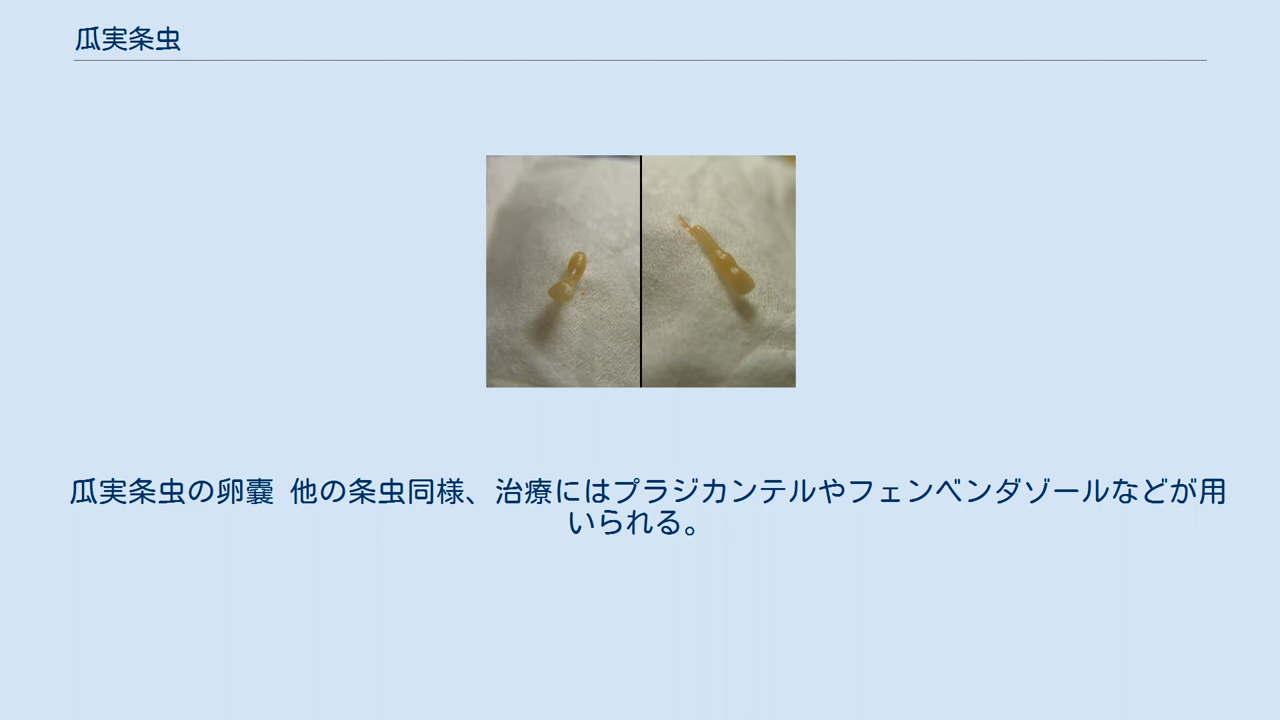 瓜実条虫
瓜実条虫の卵嚢 他の条虫同様、治療にはプラジカンテルやフェンベンダゾールなどが用
いられる。